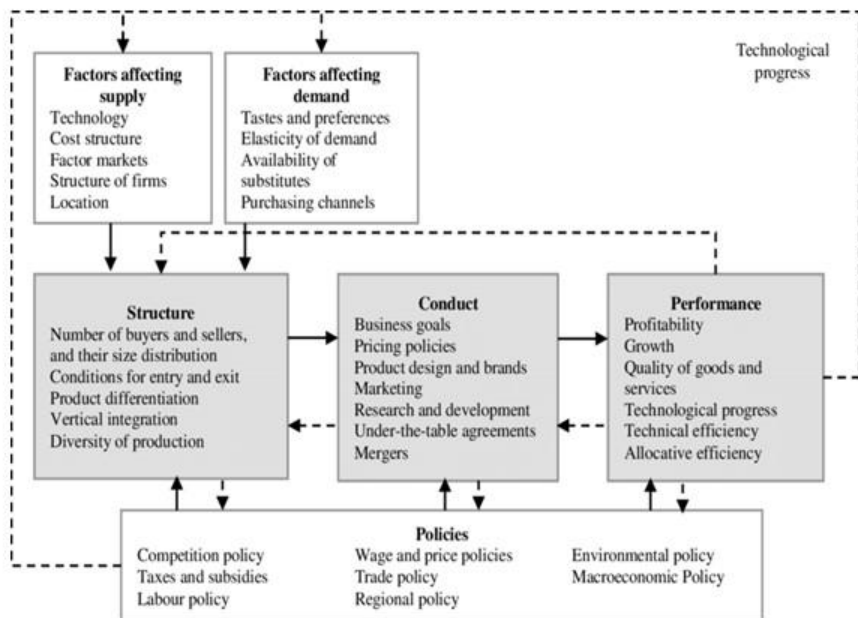 Technological
progress
Factors affecting
supply
Technology
Cost structure
Factor markets
Structure of firms
Location
Factors affecting
demand
Tastes and preferences
Elasticity of demand
Availability of
substitutes
Purchasing channels
Structure
Number of buyers and sellers,
and their size distribution
Conditions for entry and exit
Product differentiation
Vertical integration
Diversity of production
Conduct
Business goals
Pricing policies
Product design and brands
Marketing
Research and development
Under-the-table agreements
Mergers
Performance
Profitability
Growth
Quality of goods and
services
Technological progress
Technical efficiency
Allocative efficiency
Policies
Competition policy
Taxes and subsidies
Labour policy
Wage and price policies
Trade policy
Regional policy
Environmental policy
Macroeconomic Policy